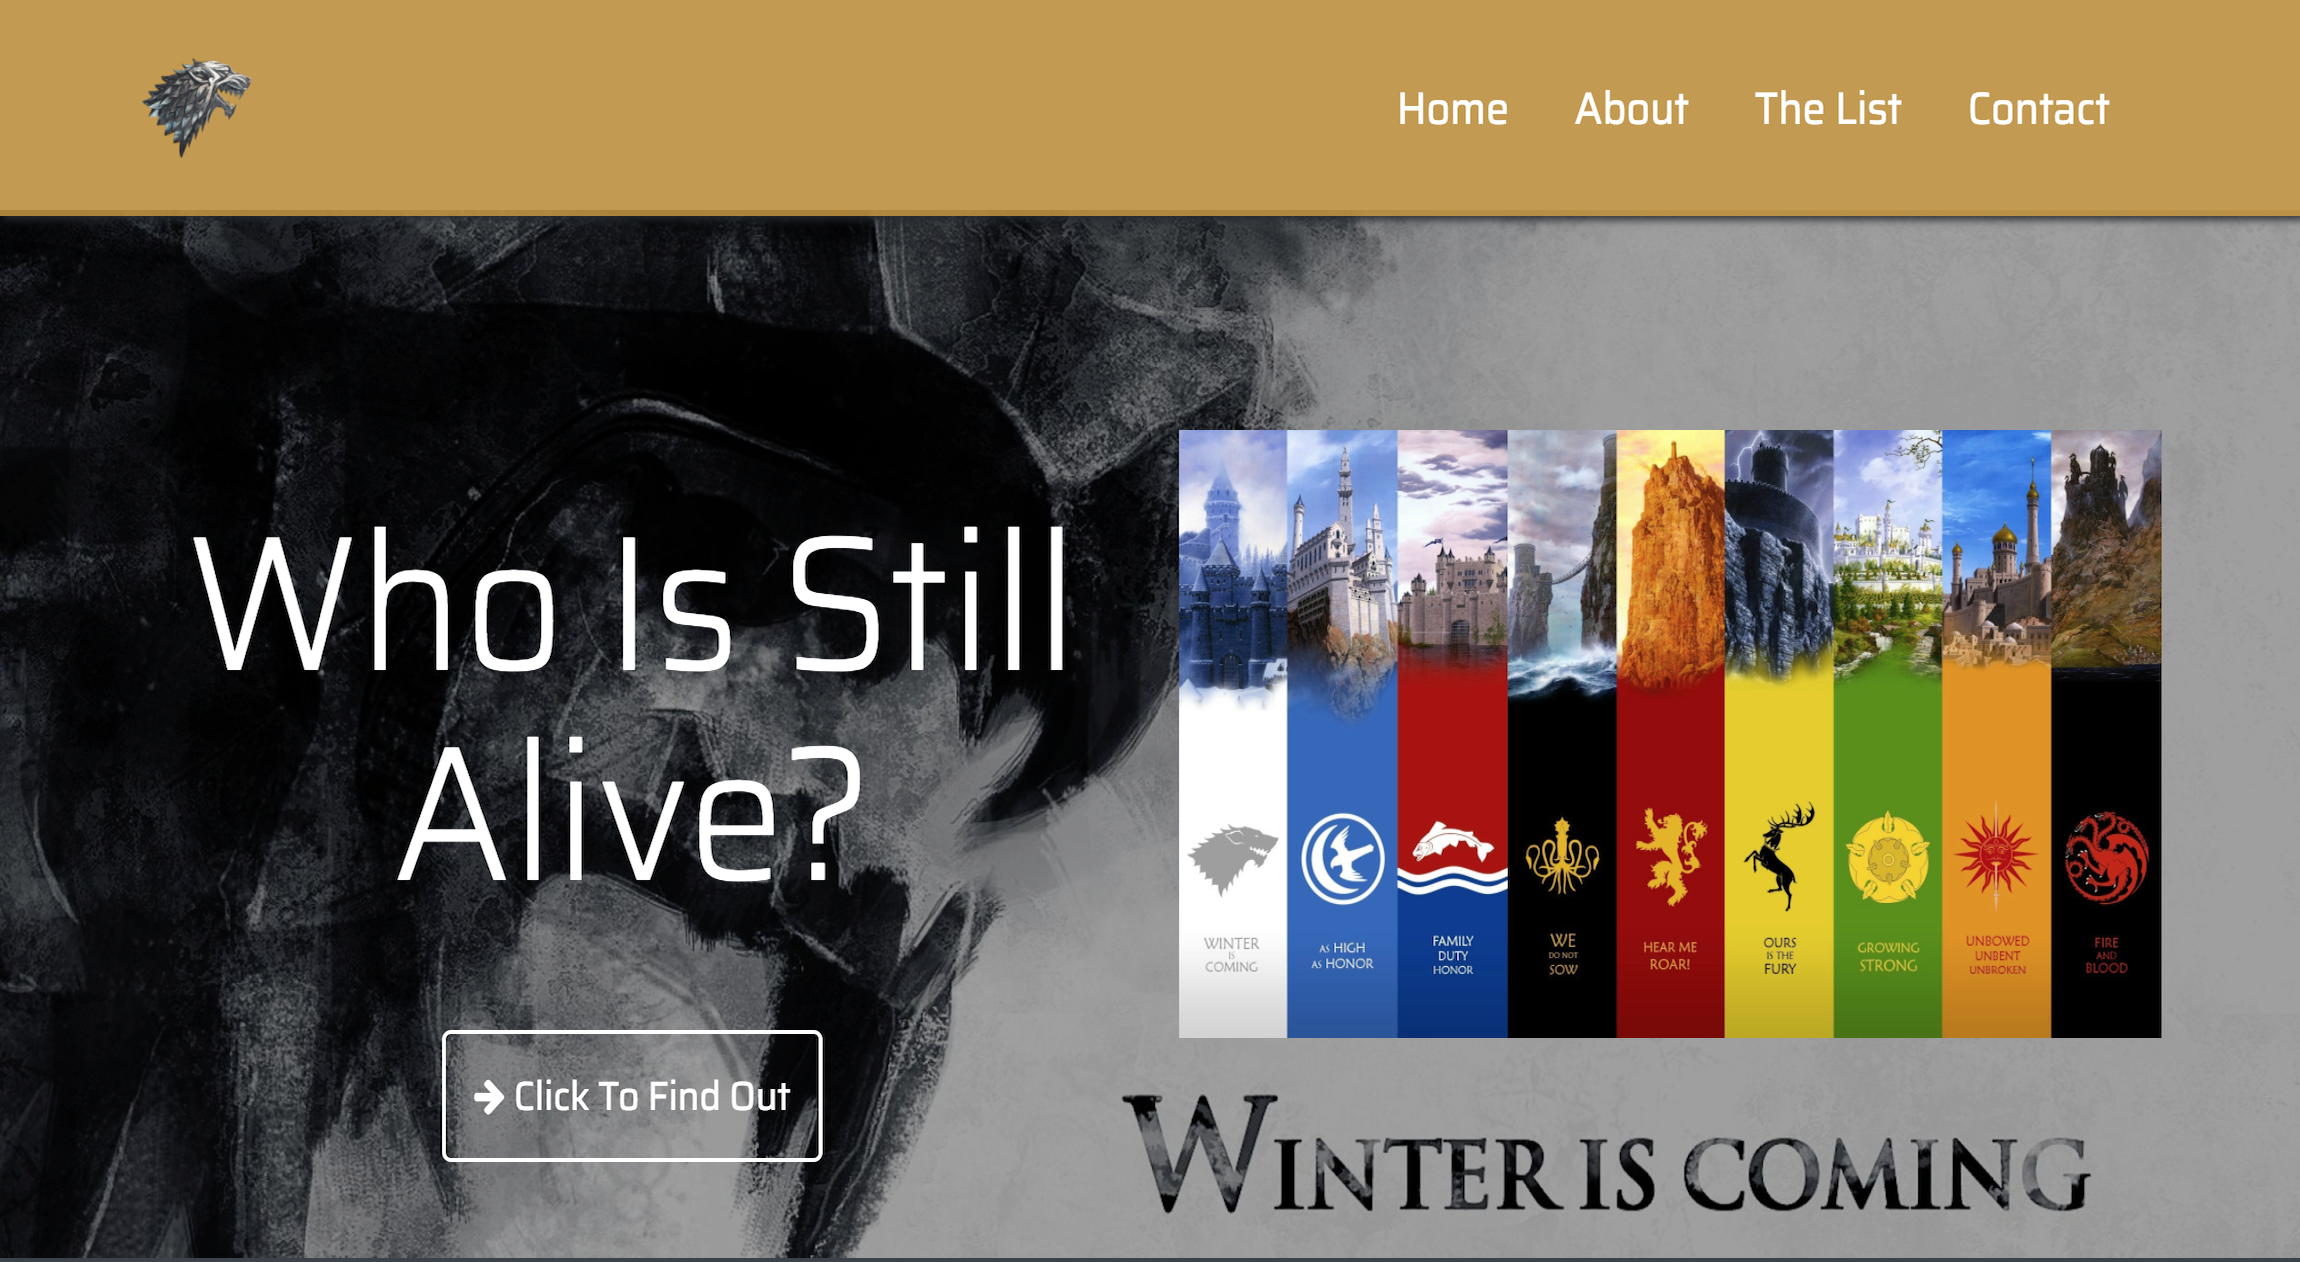 Home About The List Contact
Who Is Still
Alive?
Click To Find Out
WINTER
IS
COMING
AS HIGH
AS HONOR
FAMILY
DUTY
HONOR
WE
DO NOT
SOW
HEAR ME
ROAR!
OURS
IS THE
FURY
GROWING
STRONG
UNBOWED
UNBENT
UNBROKEN
FIRE
AND
BLOOD
WINTER IS COMING